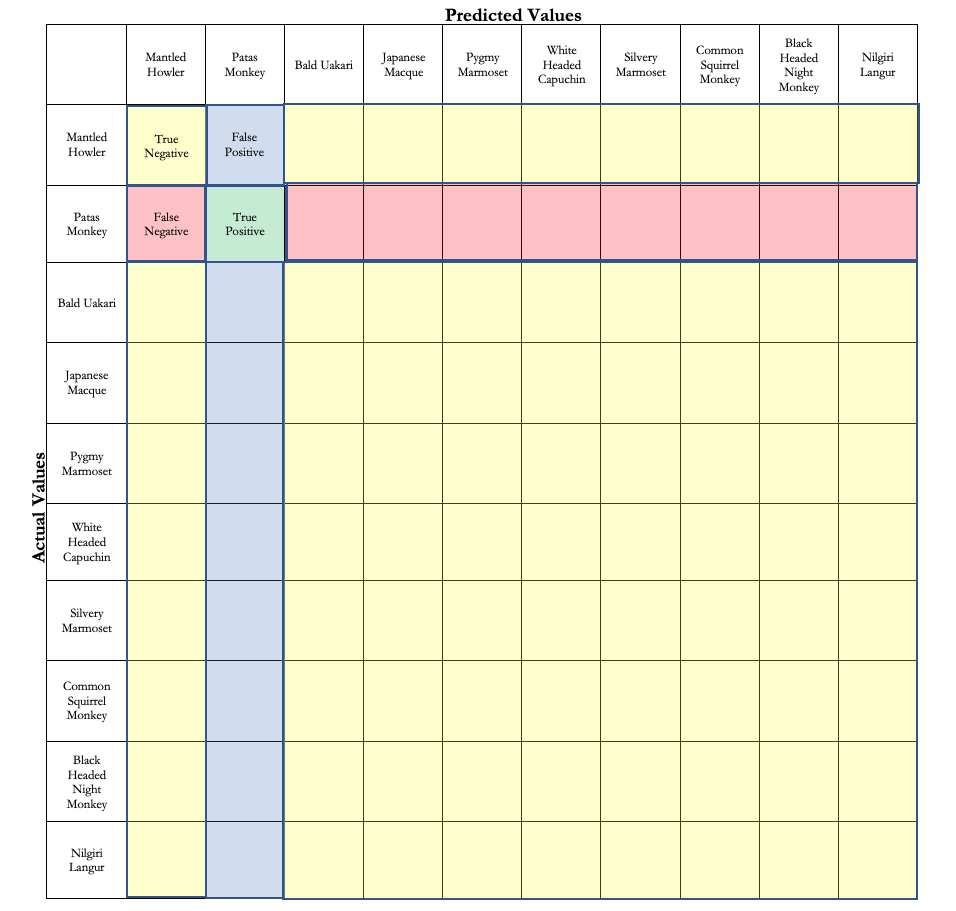 Predicted Values
Mantled
Howler
Patas
Monkey
Bald Uakari
Japanese
Macque
Pygmy
Marmoset
White
Headed
Capuchin
Silvery
Marmoset
Common
Squirrel
Monkey
Black
Headed
Night
Monkey
Nilgiri
Langur
Actual Values
Mantled
Howler
True
Negative
False
Positive
Patas
Monkey
False
Negative
True
Positive
Bald Uakari
Japanese
Macque
Pygmy
Marmoset
White
Headed
Capuchin
Silvery
Marmoset
Common
Squirrel
Monkey
Black
Headed
Night
Monkey
Nilgiri
Langur